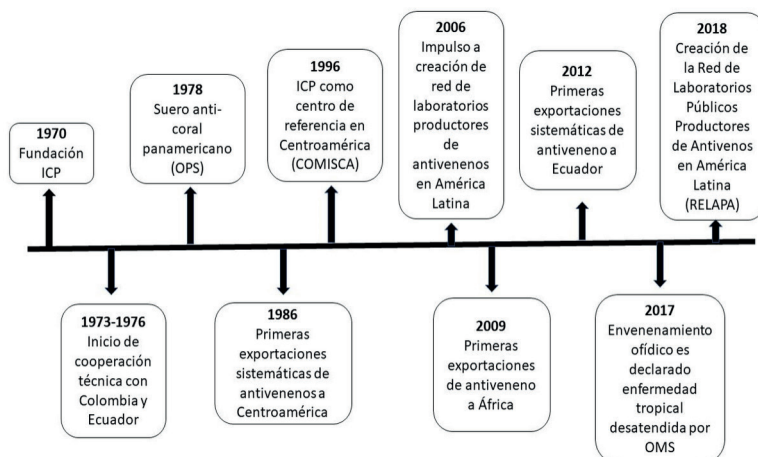 1970
Fundación
ICP
1973-1976
Inicio de
cooperación
técnica con
Colombia y
Ecuador
1978
Suero anti-
coral
panamericano
(OPS)
1986
Primeras
exportaciones
sistemáticas de
antivenenos a
Centroamérica
1996
ICP como
centro de
referencia en
Centroamérica
(COMISCA)
2006
Impulso a
creación de
red de
laboratorios
productores
de
antivenenos
en América
Latina
2009
Primeras
exportaciones
de antiveneno
a África
2012
Primeras
exportaciones
sistemáticas de
antiveneno a
Ecuador
2017
Envenenamiento
ofídico es
declarado
enfermedad
tropical
desatendida por
OMS
2018
Creación de
la Red de
Laboratorios
Públicos
Productores
de Antivenos
en América
Latina
(RELAPA)